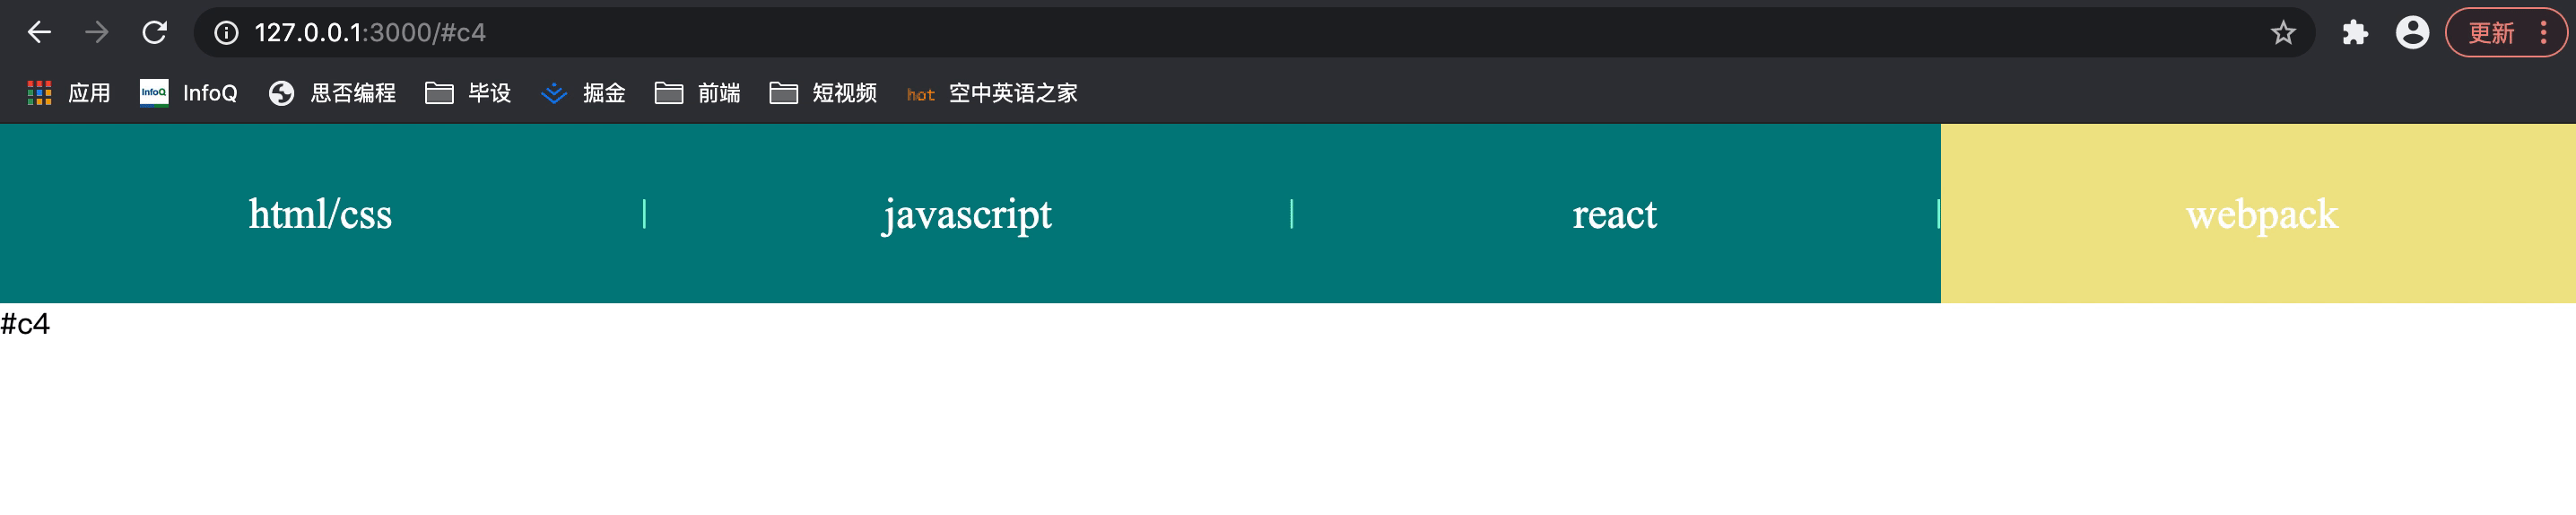 127.0.0.1:3000/#c4 更新
应用 InfoQ InfoQ 思否编程 毕设 掘金 前端 短视频 hot 空中英语之家
html/css javascript react webpack
#c4